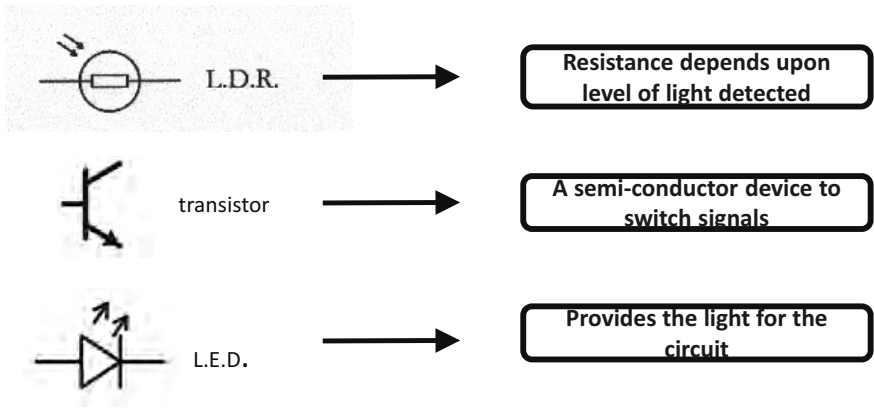 L.D.R.
Resistance depends upon
level of light detected
transistor
A semi-conductor device to
switch signals
L.E.D.
Provides the light for the
circuit